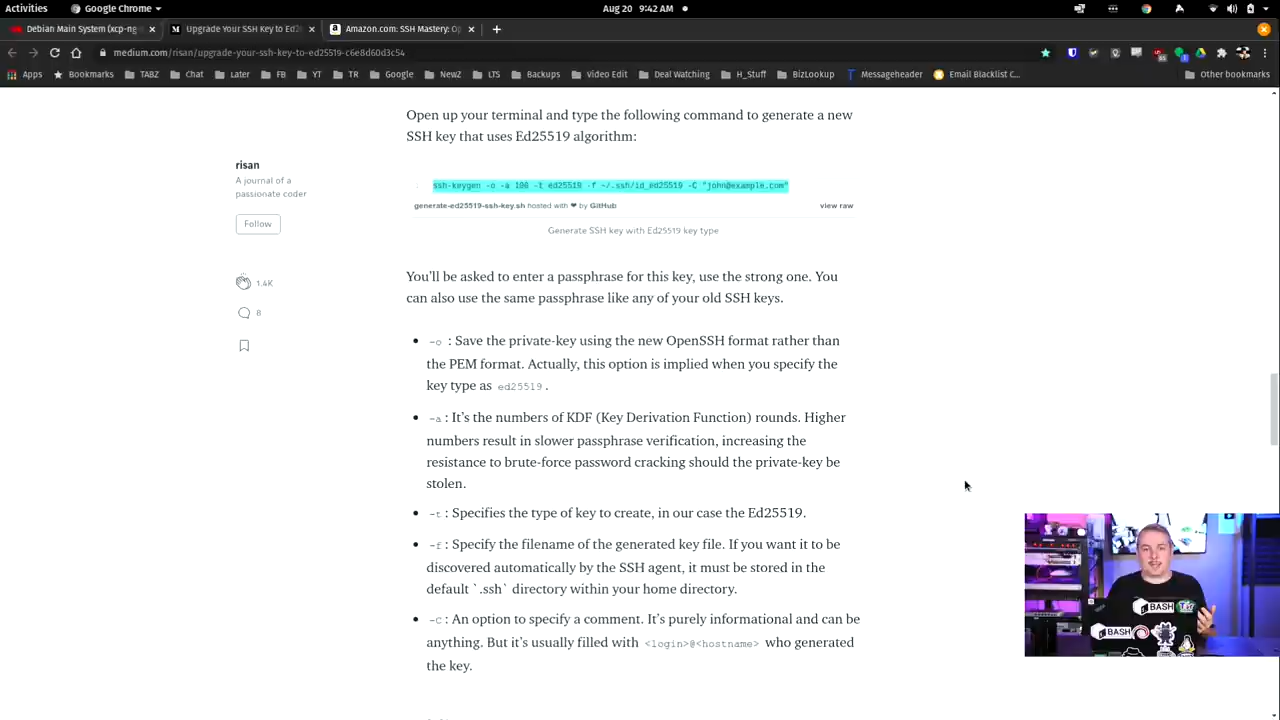 Activities
Google Chrome
Aug 20 9:42 AM
Debian Main System (xcp-ng
Upgrade Your SSH Key to Ed2
Amazon.com: SSH Mastery: Op
medium.com/risan/upgrade-your-ssh-key-to-ed25519-c6e8d60d3c54
Apps
Bookmarks
TABZ
Chat
Later
YT
TR
Google
NewZ
LTS
Backups
Video Edit
Deal Watching
H_Stuff
BizLookup
Messageheader
Email Blacklist C...
Other bookmarks
Open up your terminal and type the following command to generate a new
SSH key that uses Ed25519 algorithm:
risan
A journal of a
passionate coder
Follow
1.4K
8
ssh-keygen -o -a 100 -t ed25519 -f ~/.ssh/id_ed25519 -C "john@example.com"
generate-ed25519-ssh-key.sh hosted with ❤ by GitHub
view raw
Generate SSH key with Ed25519 key type
You'll be asked to enter a passphrase for this key, use the strong one. You
can also use the same passphrase like any of your old SSH keys.
-o : Save the private-key using the new OpenSSH format rather than
the PEM format. Actually, this option is implied when you specify the
key type as ed25519 .
-a : It's the numbers of KDF (Key Derivation Function) rounds. Higher
numbers result in slower passphrase verification, increasing the
resistance to brute-force password cracking should the private-key be
stolen.
-t : Specifies the type of key to create, in our case the Ed25519.
-f : Specify the filename of the generated key file. If you want it to be
discovered automatically by the SSH agent, it must be stored in the
default `.ssh` directory within your home directory.
-C : An option to specify a comment. It's purely informational and can be
anything. But it's usually filled with <login>@<hostname> who generated
the key.
BASH
BASH
BASH